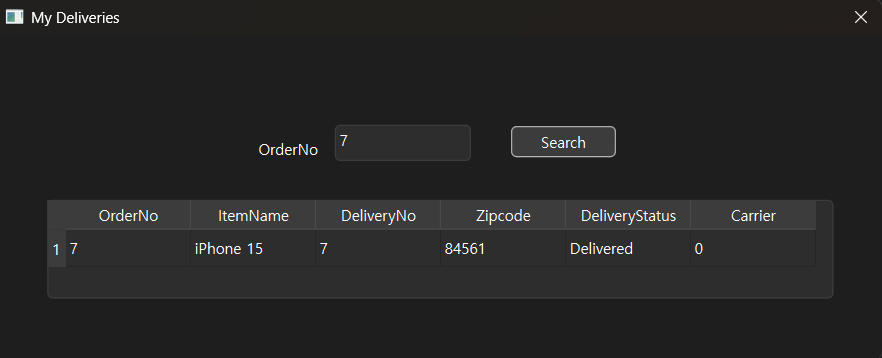 My Deliveries
OrderNo 7 Search
OrderNo ItemName DeliveryNo Zipcode DeliveryStatus Carrier
1 7 iPhone 15 7 84561 Delivered 0